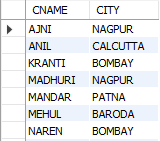 CNAME CITY
AJNI NAGPUR
ANIL CALCUTTA
KRANTI BOMBAY
MADHURI NAGPUR
MANDAR PATNA
MEHUL BARODA
NAREN BOMBAY